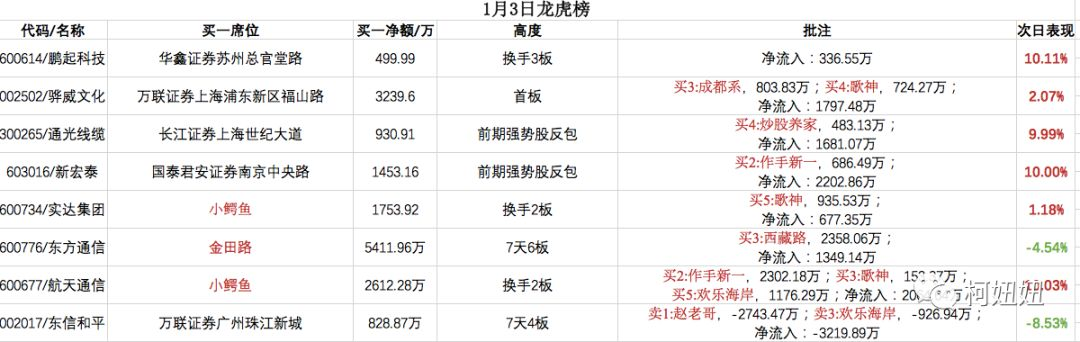 1月3日龙虎榜
代码/名称 买一席位 买一净额/万 高度 批注 次日表现
600614/鹏起科技 华鑫证券苏州总官堂路 499.99 换手3板 净流入：336.55万 10.11%
002502/骅威文化 万联证券上海浦东新区福山路 3239.6 首板 买3:成都系，803.83万；买4:歌神，724.27万；
净流入：1797.48万 2.07%
300265/通光线缆 长江证券上海世纪大道 930.91 前期强势股反包 买4:炒股养家，483.13万；
净流入：1681.07万 9.99%
603016/新宏泰 国泰君安证券南京中央路 1453.16 前期强势股反包 买2:作手新一，686.49万；
净流入：2202.86万 10.00%
600734/实达集团 小鳄鱼 1753.92 换手2板 买5:歌神，935.53万；
净流入：677.35万 1.18%
600776/东方通信 金田路 5411.96万 7天6板 买3:西藏路，2358.06万；
净流入：1349.14万 -4.54%
600677/航天通信 小鳄鱼 2612.28万 换手2板 买2:作手新一，2302.18万；买3:歌神，
买5:欢乐海岸，1176.29万；净流入：
柯妞妞
002017/东信和平 万联证券广州珠江新城 828.87万 7天4板 卖1:赵老哥，-2743.47万；卖3:欢乐海岸，-926.94万；
净流入：-3219.89万 -8.53%